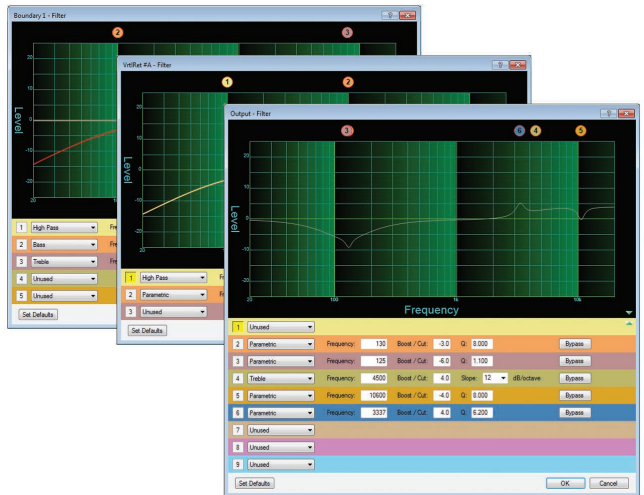 Boundary 1 - Filter
2
3
20
10
0
-10
-20
Level
20
1 High Pass
2 Bass
3 Treble
4 Unused
5 Unused
Set Defaults
Vrt/Ret #A - Filter
1
2
20
10
0
-10
-20
Level
20
1 High Pass
2 Parametric
3 Unused
Set Defaults
Output - Filter
3
6
4
5
20
10
0
-10
-20
Level
20
100
1k
10k
Frequency
1 Unused
2 Parametric Frequency: 130 Boost / Cut: -3.0 Q: 8.000 Bypass
3 Parametric Frequency: 125 Boost / Cut: -6.0 Q: 1.100 Bypass
4 Treble Frequency: 4500 Boost / Cut: 4.0 Slope: 12 dB/octave Bypass
5 Parametric Frequency: 10600 Boost / Cut: -4.0 Q: 8.000 Bypass
6 Parametric Frequency: 3337 Boost / Cut: 4.0 Q: 6.200 Bypass
7 Unused
8 Unused
9 Unused
Set Defaults
OK
Cancel